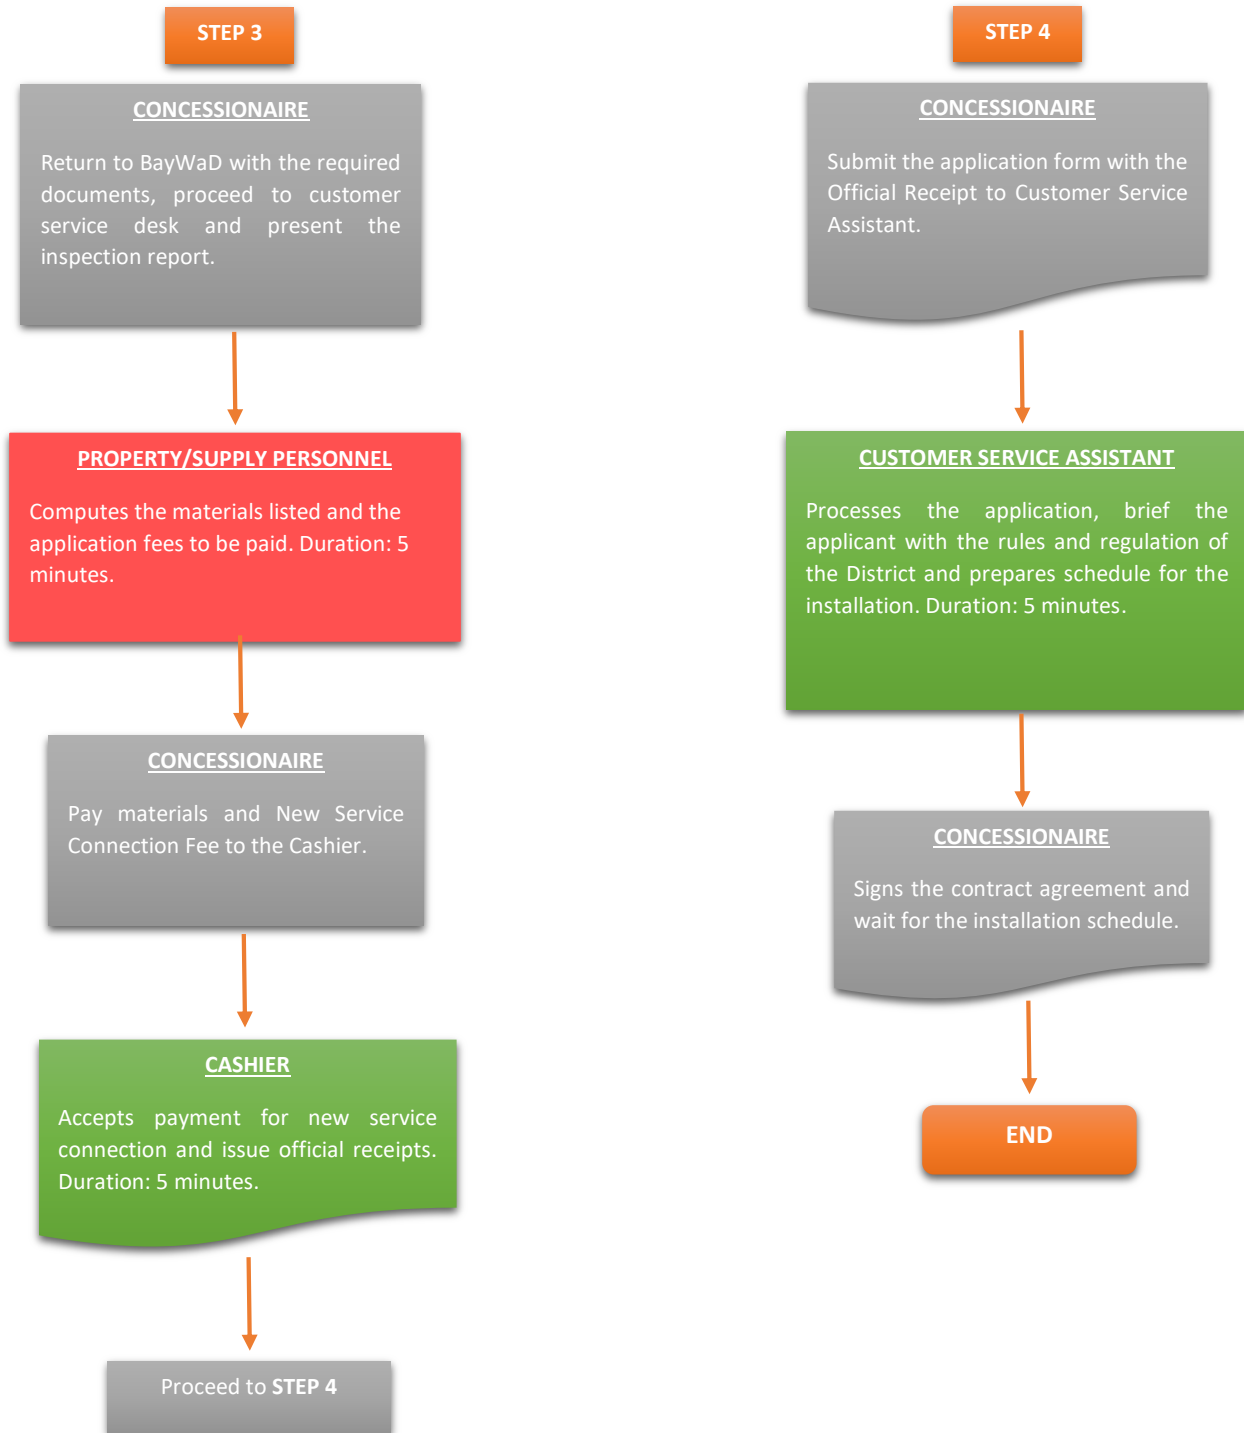 STEP 3
CONCESSIONAIRE
Return to BayWaD with the required
documents, proceed to customer
service desk and present the
inspection report.
PROPERTY/SUPPLY PERSONNEL
Computes the materials listed and the
application fees to be paid. Duration: 5
minutes.
CONCESSIONAIRE
Pay materials and New Service
Connection Fee to the Cashier.
CASHIER
Accepts payment for new service
connection and issue official receipts.
Duration: 5 minutes.
Proceed to STEP 4
STEP 4
CONCESSIONAIRE
Submit the application form with the
Official Receipt to Customer Service
Assistant.
CUSTOMER SERVICE ASSISTANT
Processes the application, brief the
applicant with the rules and regulation of
the District and prepares schedule for the
installation. Duration: 5 minutes.
CONCESSIONAIRE
Signs the contract agreement and
wait for the installation schedule.
END